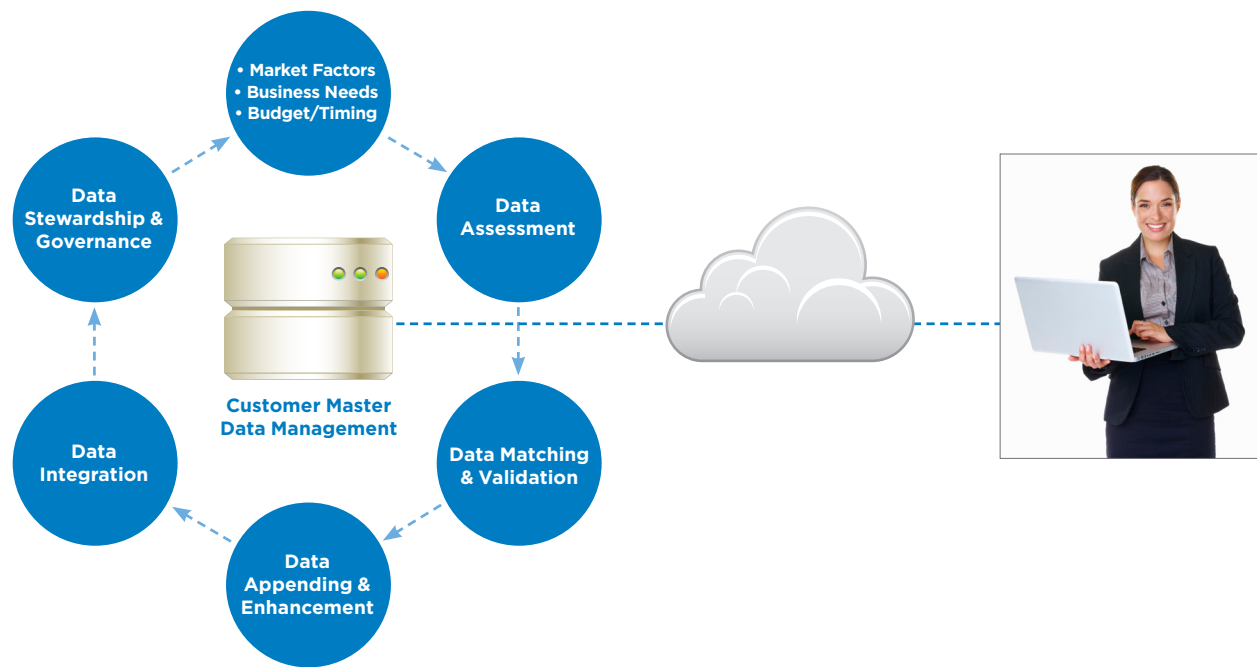 • Market Factors
• Business Needs
• Budget/Timing
Data
Assessment
Data Matching
& Validation
Data
Appending &
Enhancement
Data
Integration
Data
Stewardship &
Governance
Customer Master
Data Management